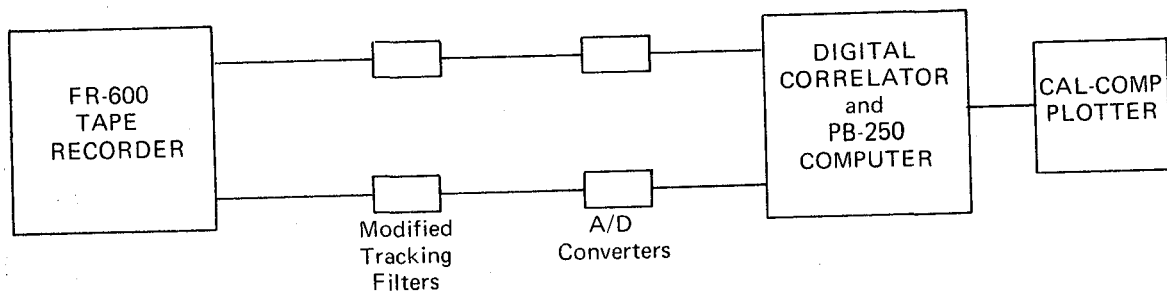 FR-600
TAPE
RECORDER
Modified
Tracking
Filters
A/D
Converters
DIGITAL
CORRELATOR
and
PB-250
COMPUTER
CAL-COMP
PLOTTER